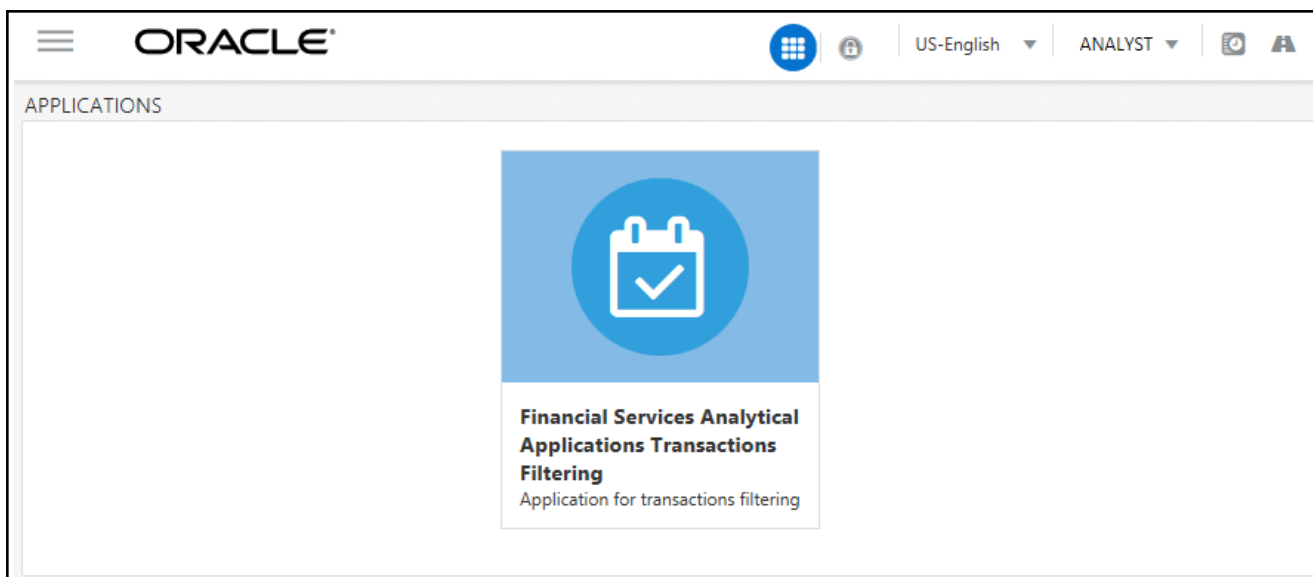 ORACLE®
US-English
ANALYST
APPLICATIONS
Financial Services Analytical
Applications Transactions
Filtering
Application for transactions filtering